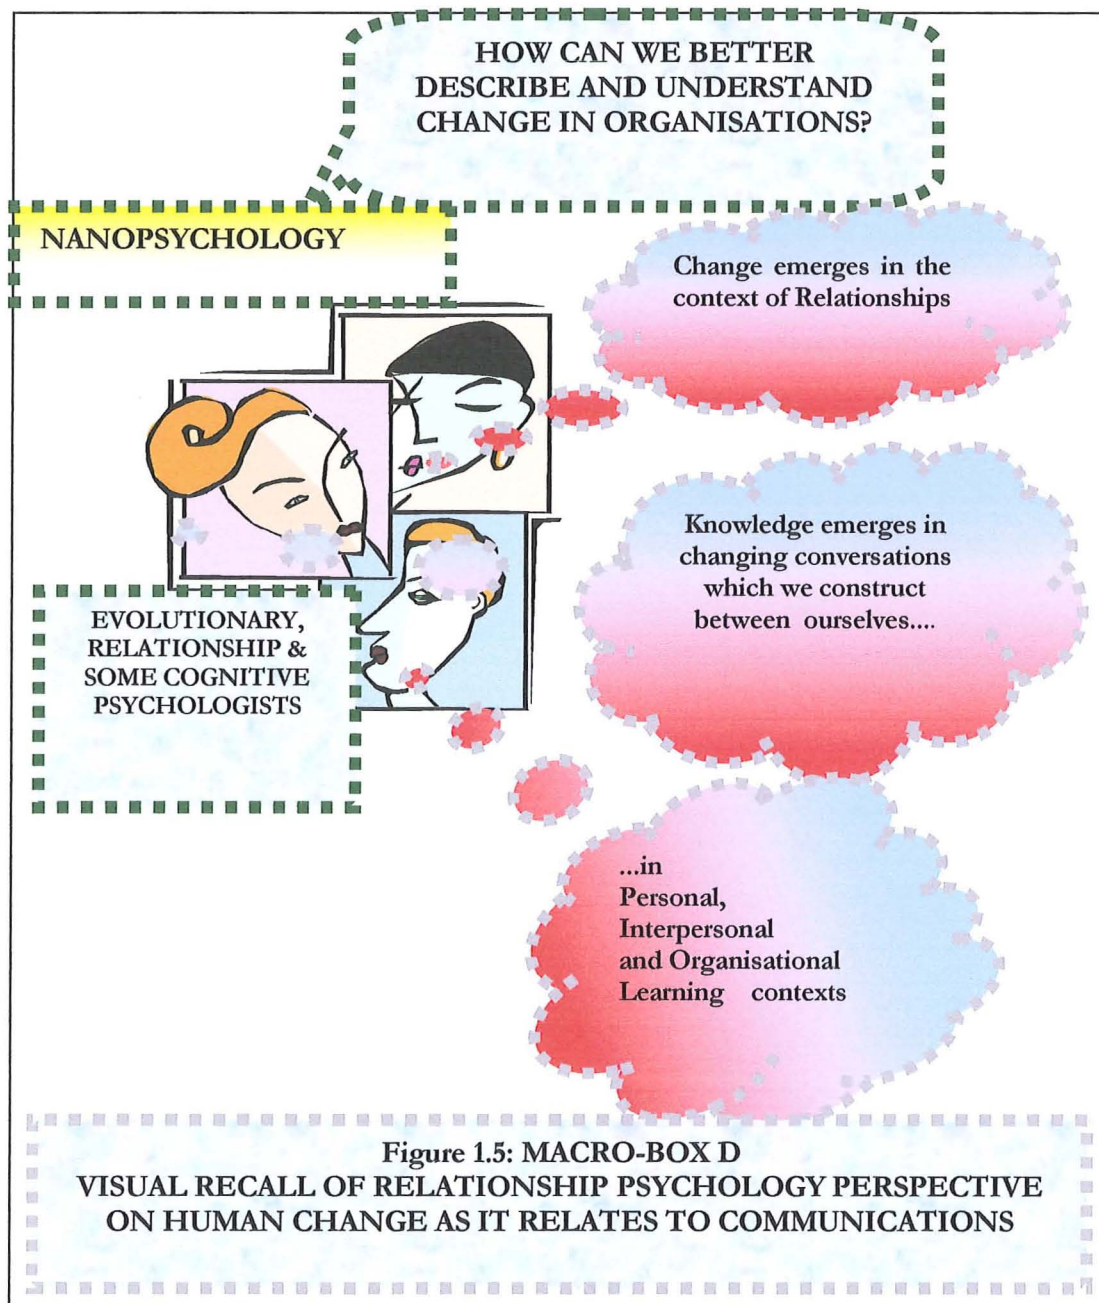 HOW CAN WE BETTER
DESCRIBE AND UNDERSTAND
CHANGE IN ORGANISATIONS?
NANOPSYCHOLOGY
Change emerges in the
context of Relationships
Knowledge emerges in
changing conversations
which we construct
between ourselves....
EVOLUTIONARY,
RELATIONSHIP &
SOME COGNITIVE
PSYCHOLOGISTS
...in
Personal,
Interpersonal
and Organisational
Learning contexts
Figure 1.5: MACRO-BOX D
VISUAL RECALL OF RELATIONSHIP PSYCHOLOGY PERSPECTIVE
ON HUMAN CHANGE AS IT RELATES TO COMMUNICATIONS